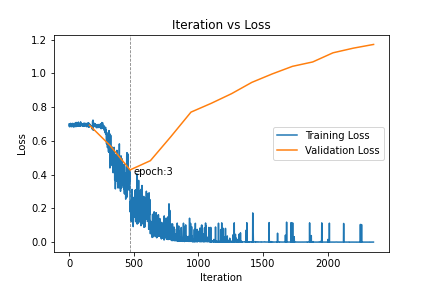 Iteration vs Loss
1.2
1.0
0.8
0.6
0.4
0.2
0.0
Loss
Training Loss
Validation Loss
epoch:3
0
500
1000
1500
2000
Iteration